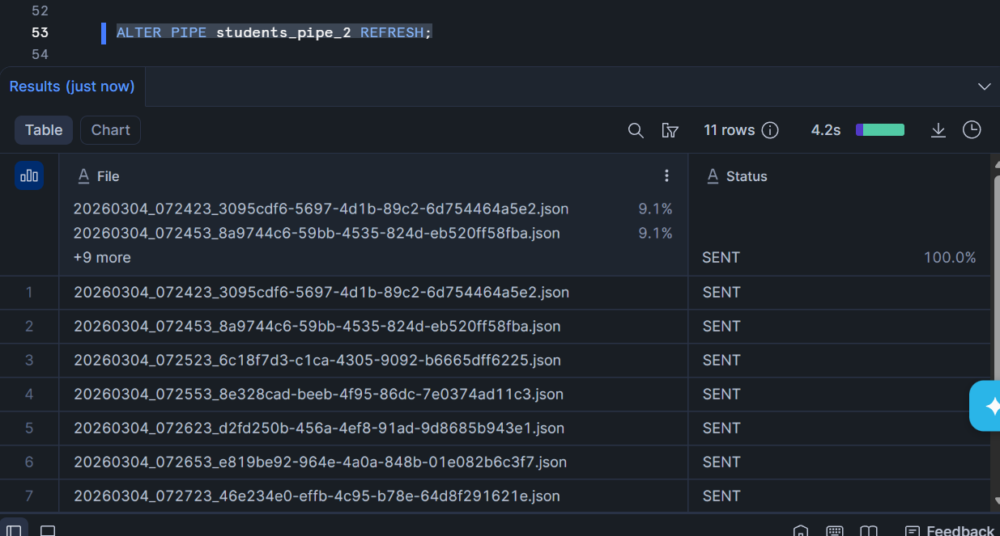 52
53 ALTER PIPE students_pipe_2 REFRESH;
54
Results (just now)
Table Chart 11 rows 4.2s
A File A Status
20260304_072423_3095cdf6-5697-4d1b-89c2-6d754464a5e2.json 9.1%
20260304_072453_8a9744c6-59bb-4535-824d-eb520ff58fba.json 9.1%
+9 more SENT 100.0%
1 20260304_072423_3095cdf6-5697-4d1b-89c2-6d754464a5e2.json SENT
2 20260304_072453_8a9744c6-59bb-4535-824d-eb520ff58fba.json SENT
3 20260304_072523_6c18f7d3-c1ca-4305-9092-b6665dff6225.json SENT
4 20260304_072553_8e328cad-beeb-4f95-86dc-7e0374ad11c3.json SENT
5 20260304_072623_d2fd250b-456a-4ef8-91ad-9d8685b943e1.json SENT
6 20260304_072653_e819be92-964e-4a0a-848b-01e082b6c3f7.json SENT
7 20260304_072723_46e234e0-effb-4c95-b78e-64d8f291621e.json SENT
Feedback